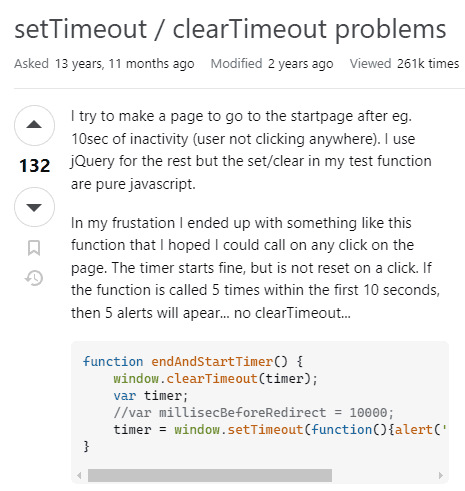 setTimeout / clearTimeout problems
Asked 13 years, 11 months ago Modified 2 years ago Viewed 261k times
I try to make a page to go to the startpage after eg.
10sec of inactivity (user not clicking anywhere). I use
jQuery for the rest but the set/clear in my test function
are pure javascript.
132
In my frustation I ended up with something like this
function that I hoped I could call on any click on the
page. The timer starts fine, but is not reset on a click. If
the function is called 5 times within the first 10 seconds,
then 5 alerts will apear... no clearTimeout...
function endAndStartTimer() {
    window.clearTimeout(timer);
    var timer;
    //var millisecBeforeRedirect = 10000;
    timer = window.setTimeout(function(){alert('
}